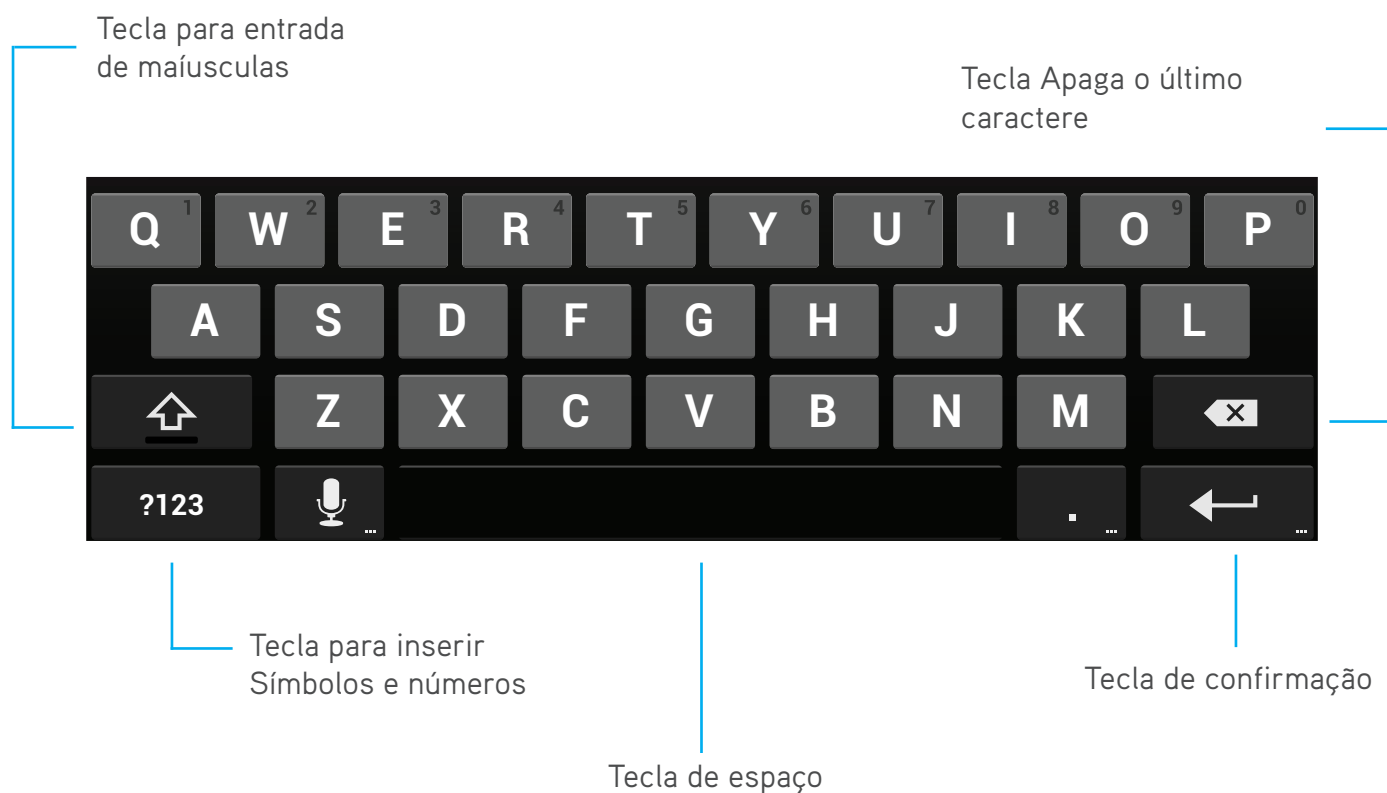 Tecla para entrada
de maíusculas
Tecla Apaga o último
caractere
Q 1 W 2 E 3 R 4 T 5 Y 6 U 7 I 8 O 9 P 0
A S D F G H J K L
Z X C V B N M
?123 . 
Tecla para inserir
Símbolos e números
Tecla de confirmação
Tecla de espaço